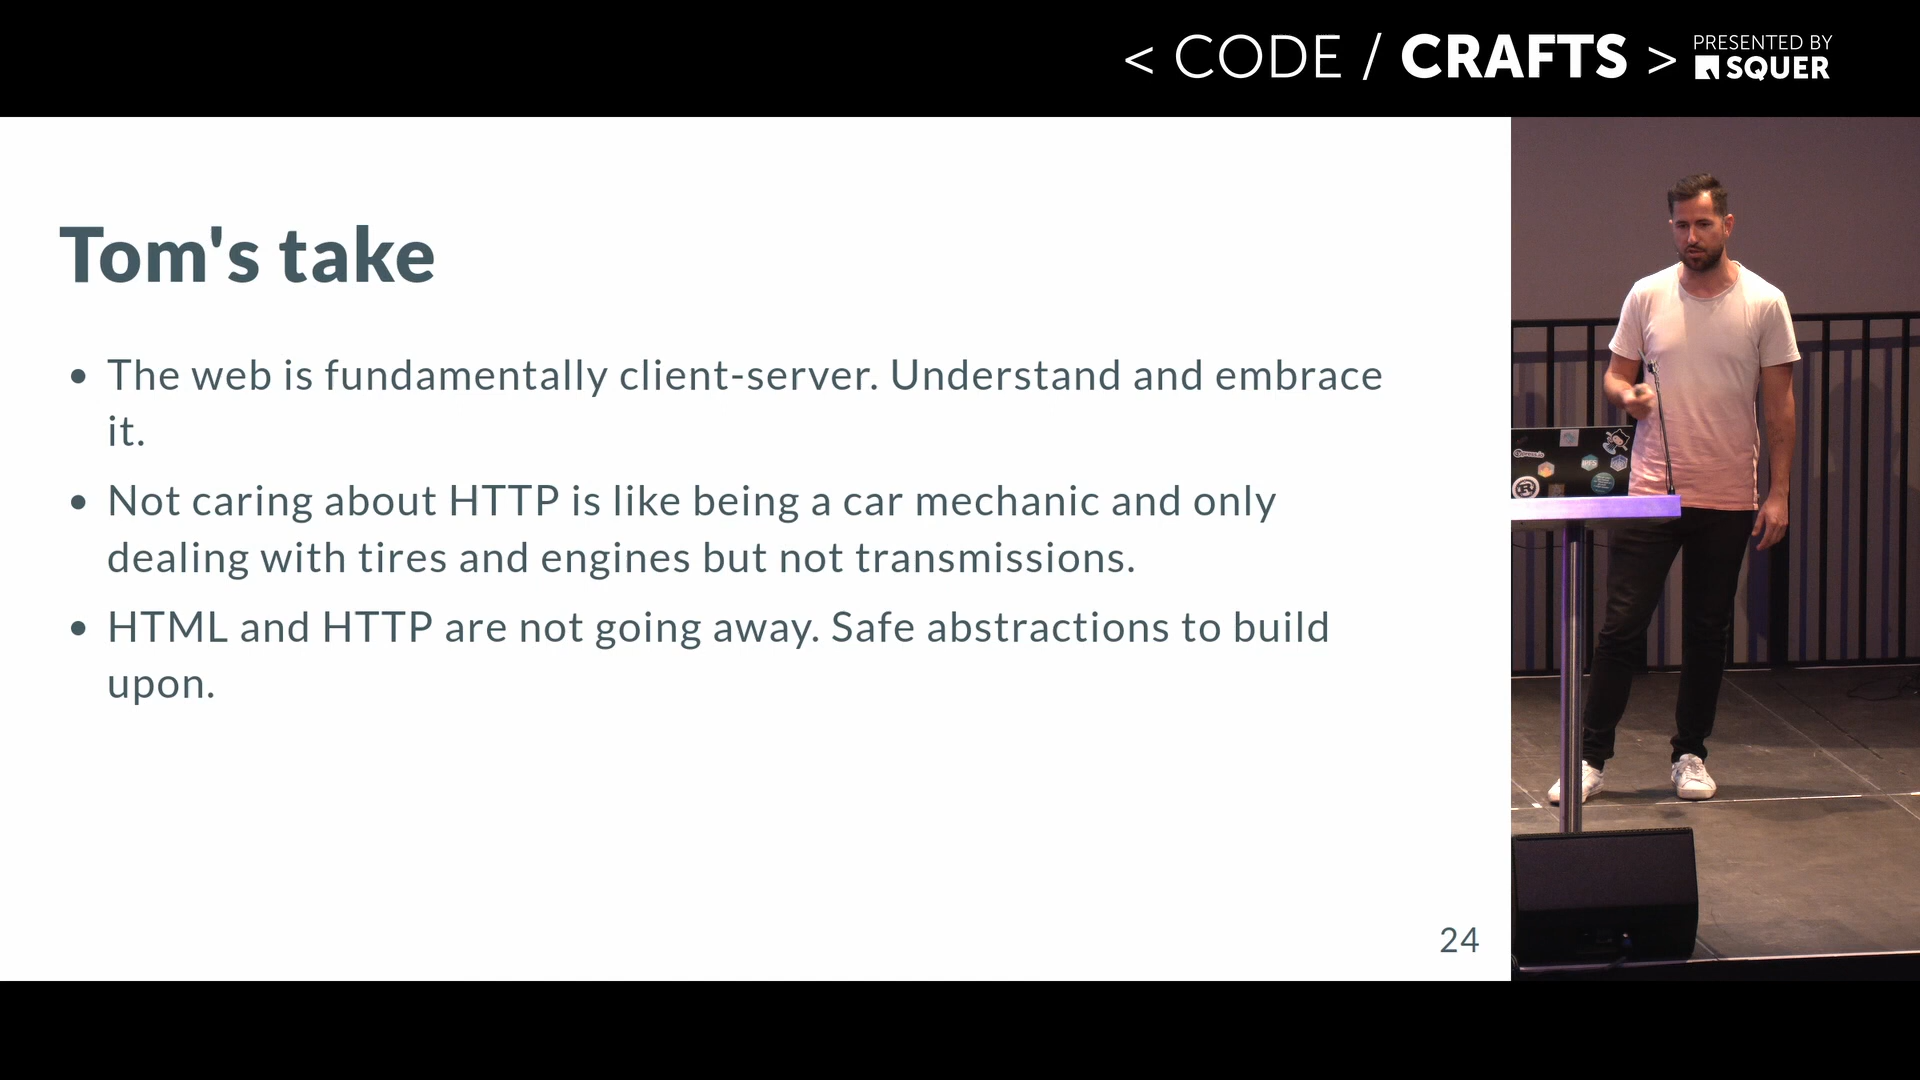 < CODE / CRAFTS >
PRESENTED BY
SQUER
Tom's take
• The web is fundamentally client-server. Understand and embrace
it.
• Not caring about HTTP is like being a car mechanic and only
dealing with tires and engines but not transmissions.
• HTML and HTTP are not going away. Safe abstractions to build
upon.
24